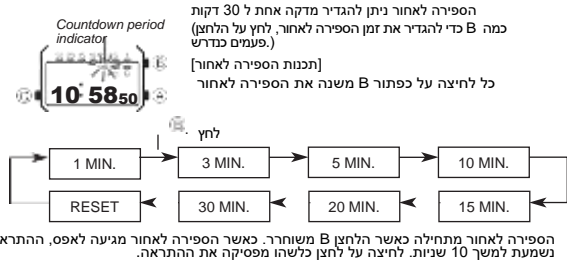 הספירה לאחור ניתן להגדיר מדקה אחת ל 30 דקות
(כמה B כדי להגדיר את זמן הספירה לאחור, לחץ על הלחצן
פעמים כנדרש.)
[תכנות הספירה לאחור]
כל לחיצה על כפתור B משנה את הספירה לאחור
Countdown period
indicator
B
C
A
10 58 50
לחץ B.
1 MIN.
3 MIN.
5 MIN.
10 MIN.
RESET
30 MIN.
20 MIN.
15 MIN.
הספירה לאחור מתחילה כאשר הלחצן B משוחרר. כאשר הספירה לאחור מגיעה לאפס, ההתרא
נשמעת למשך 10 שניות. לחיצה על לחצן כלשהו מפסיקה את ההתראה.